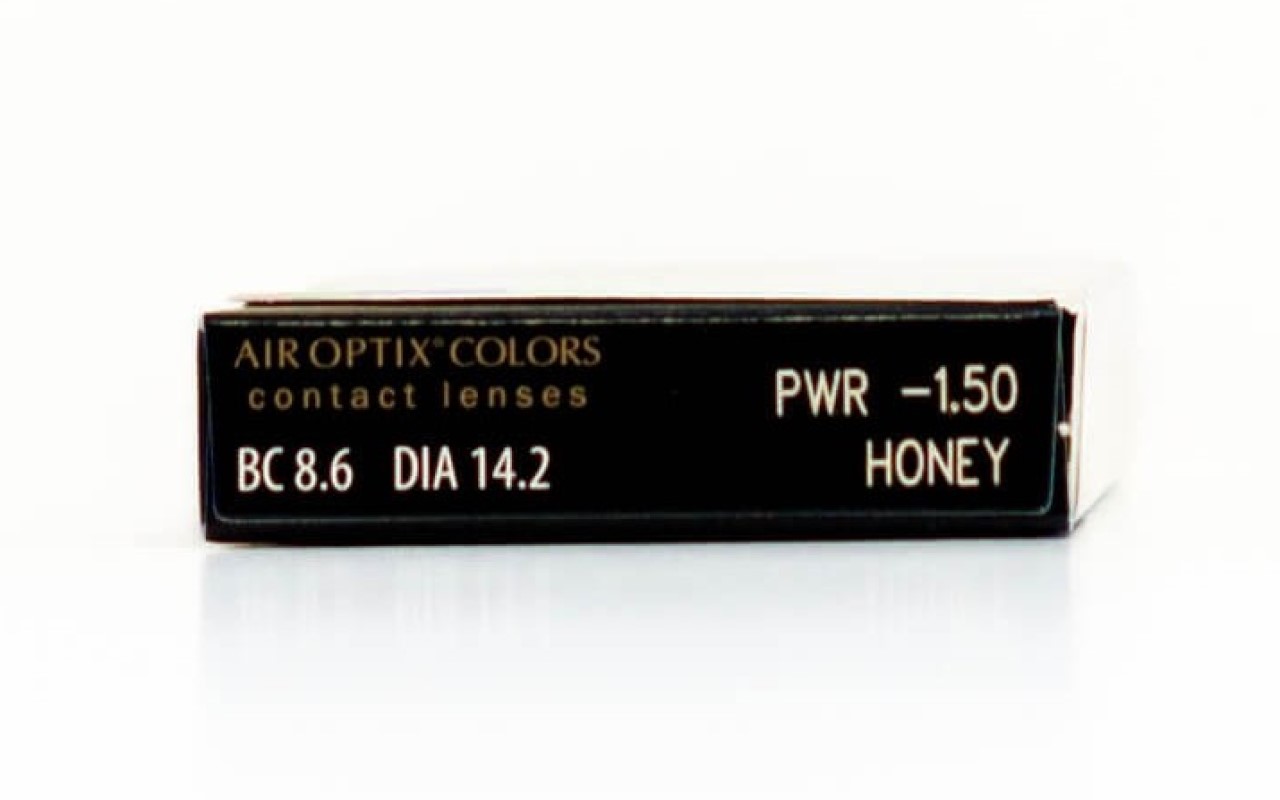 AIR OPTIX® COLORS
contact lenses
PWR -1.50
BC 8.6 DIA 14.2
HONEY